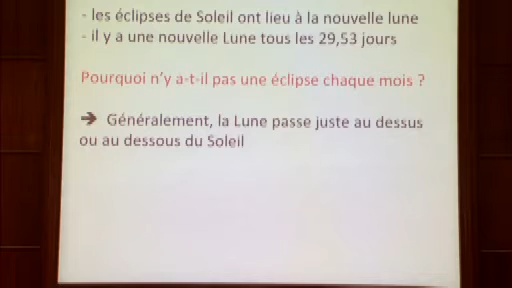 - les éclipses de Soleil ont lieu à la nouvelle lune
- il y a une nouvelle Lune tous les 29,53 jours
Pourquoi n'y a-t-il pas une éclipse chaque mois ?
➔ Généralement, la Lune passe juste au dessus
ou au dessous du Soleil